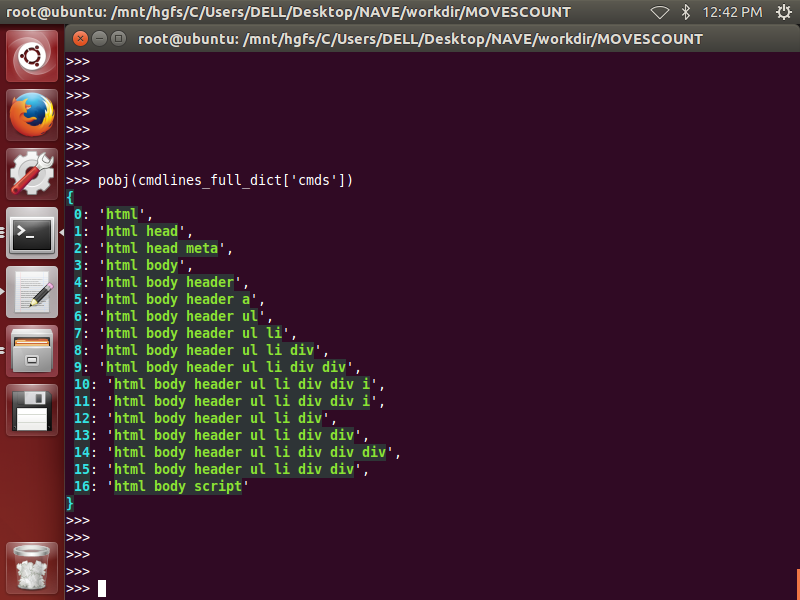 root@ubuntu: /mnt/hgfs/C/Users/DELL/Desktop/NAVE/workdir/MOVESCOUNT 12:42 PM
root@ubuntu: /mnt/hgfs/C/Users/DELL/Desktop/NAVE/workdir/MOVESCOUNT
>>>
>>>
>>>
>>>
>>>
>>>
>>>
>>> pobj(cmdlines_full_dict['cmds'])
{
0: 'html',
1: 'html head',
2: 'html head meta',
3: 'html body',
4: 'html body header',
5: 'html body header a',
6: 'html body header ul',
7: 'html body header ul li',
8: 'html body header ul li div',
9: 'html body header ul li div div',
10: 'html body header ul li div div i',
11: 'html body header ul li div div i',
12: 'html body header ul li div',
13: 'html body header ul li div div',
14: 'html body header ul li div div div',
15: 'html body header ul li div div',
16: 'html body script'
}
>>>
>>>
>>>
>>>
>>>